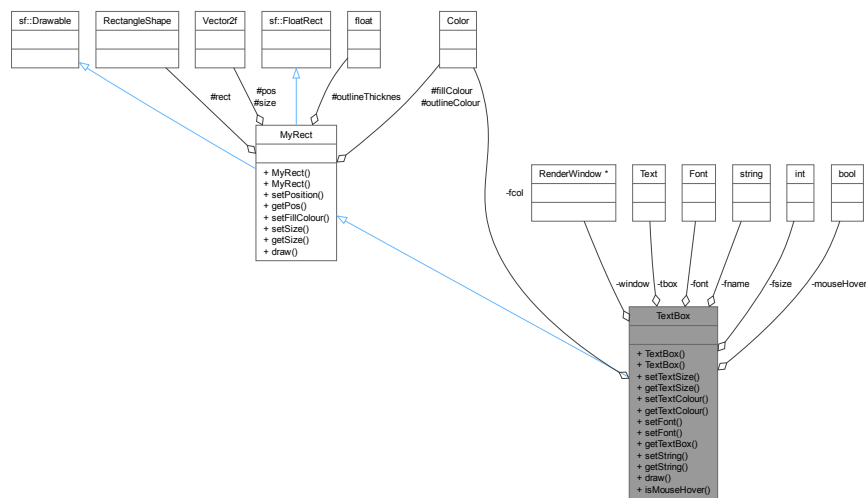 sf::Drawable
RectangleShape
Vector2f
sf::FloatRect
float
Color
#rect
#pos
#size
#outlineThicknes
#fillColour
#outlineColour
MyRect
+ MyRect()
+ MyRect()
+ setPosition()
+ getPos()
+ setFillColour()
+ setSize()
+ getSize()
+ draw()
-fcol
RenderWindow *
Text
Font
string
int
bool
-window
-tbox
-font
-fname
-fsize
-mouseHover
TextBox
+ TextBox()
+ TextBox()
+ setTextSize()
+ getTextSize()
+ setTextColour()
+ getTextColour()
+ setFont()
+ setFont()
+ getTextBox()
+ setString()
+ getString()
+ draw()
+ isMouseHover()